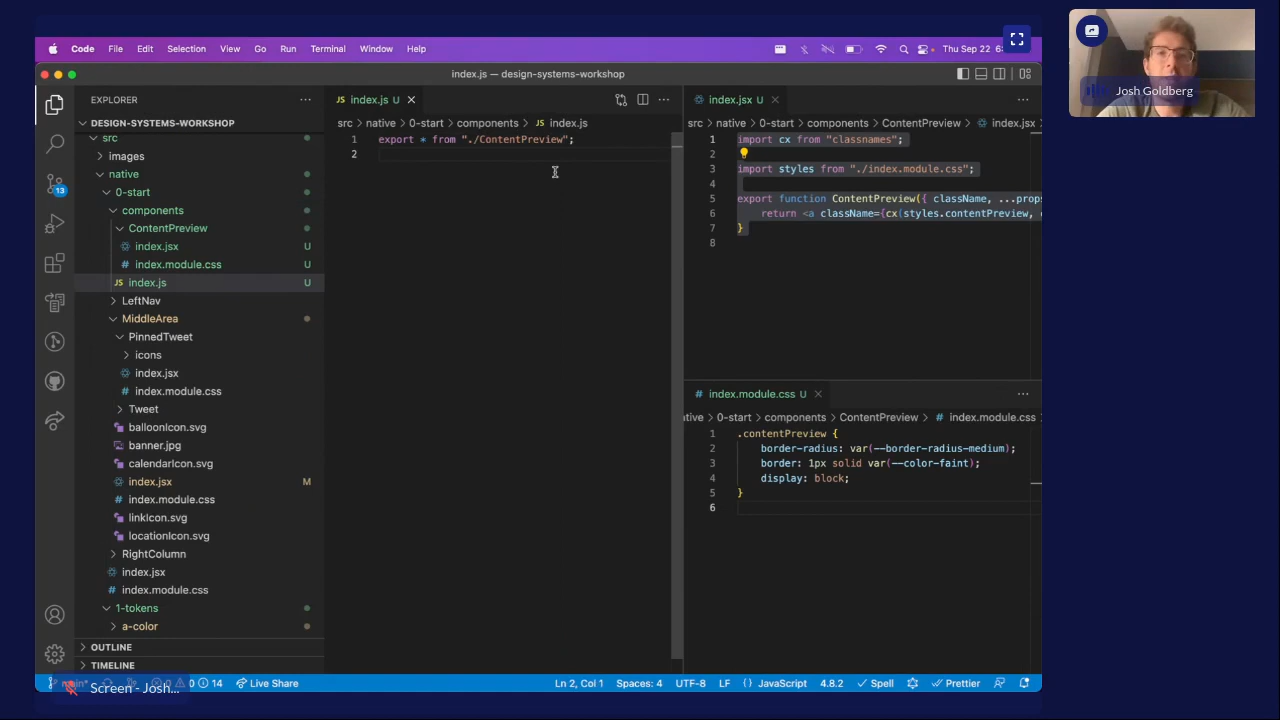 Code File Edit Selection View Go Run Terminal Window Help
Thu Sep 22 6:
index.js — design-systems-workshop
Josh Goldberg
EXPLORER
DESIGN-SYSTEMS-WORKSHOP
src
images
native
0-start
components
ContentPreview
index.jsx U
index.module.css U
JS index.js U
LeftNav
MiddleArea
PinnedTweet
icons
index.jsx
# index.module.css
Tweet
balloonIcon.svg
banner.jpg
calendarIcon.svg
index.jsx M
# index.module.css
linkIcon.svg
locationIcon.svg
RightColumn
index.jsx
# index.module.css
1-tokens
a-color
OUTLINE
TIMELINE
13
JS index.js U
src > native > 0-start > components > JS index.js
1 export * from "./ContentPreview";
2
index.jsx U
src > native > 0-start > components > ContentPreview > index.jsx
1 import cx from "classnames";
2
3 import styles from "./index.module.css";
4
5 export function ContentPreview({ className, ...props
6 return <a className={cx(styles.contentPreview,
7 }
8
# index.module.css U
tive > 0-start > components > ContentPreview > # index.module.css
1 .contentPreview {
2 border-radius: var(--border-radius-medium);
3 border: 1px solid var(--color-faint);
4 display: block;
5 }
6
14 Live Share Ln 2, Col 1 Spaces: 4 UTF-8 LF {} JavaScript 4.8.2 Spell Prettier
Screen - Josh...